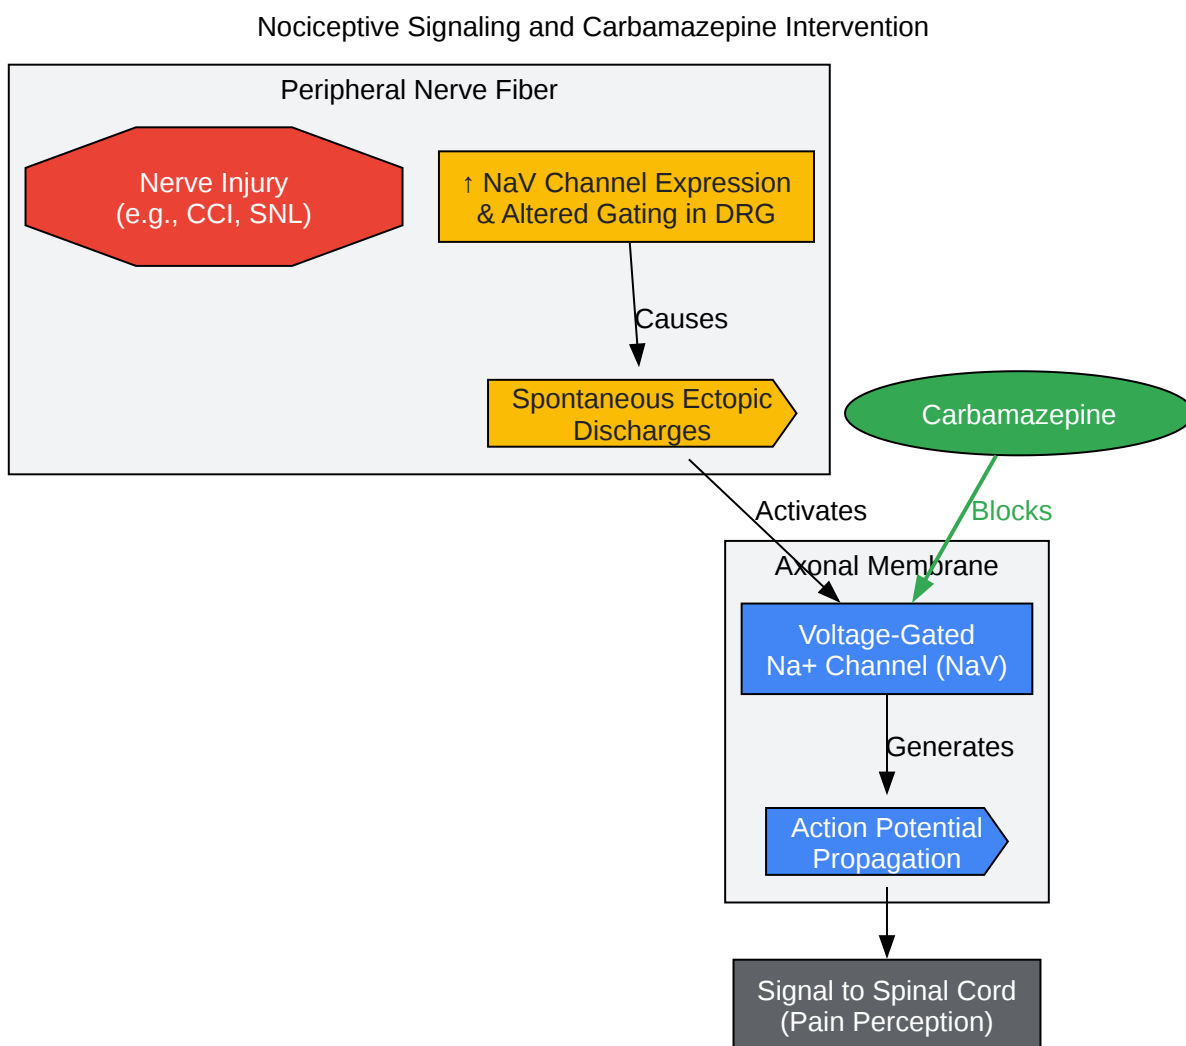 Nociceptive Signaling and Carbamazepine Intervention
Peripheral Nerve Fiber
Nerve Injury
(e.g., CCI, SNL)
↑ NaV Channel Expression
& Altered Gating in DRG
Causes
Spontaneous Ectopic
Discharges
Carbamazepine
Activates
Blocks
Axonal Membrane
Voltage-Gated
Na+ Channel (NaV)
Generates
Action Potential
Propagation
Signal to Spinal Cord
(Pain Perception)